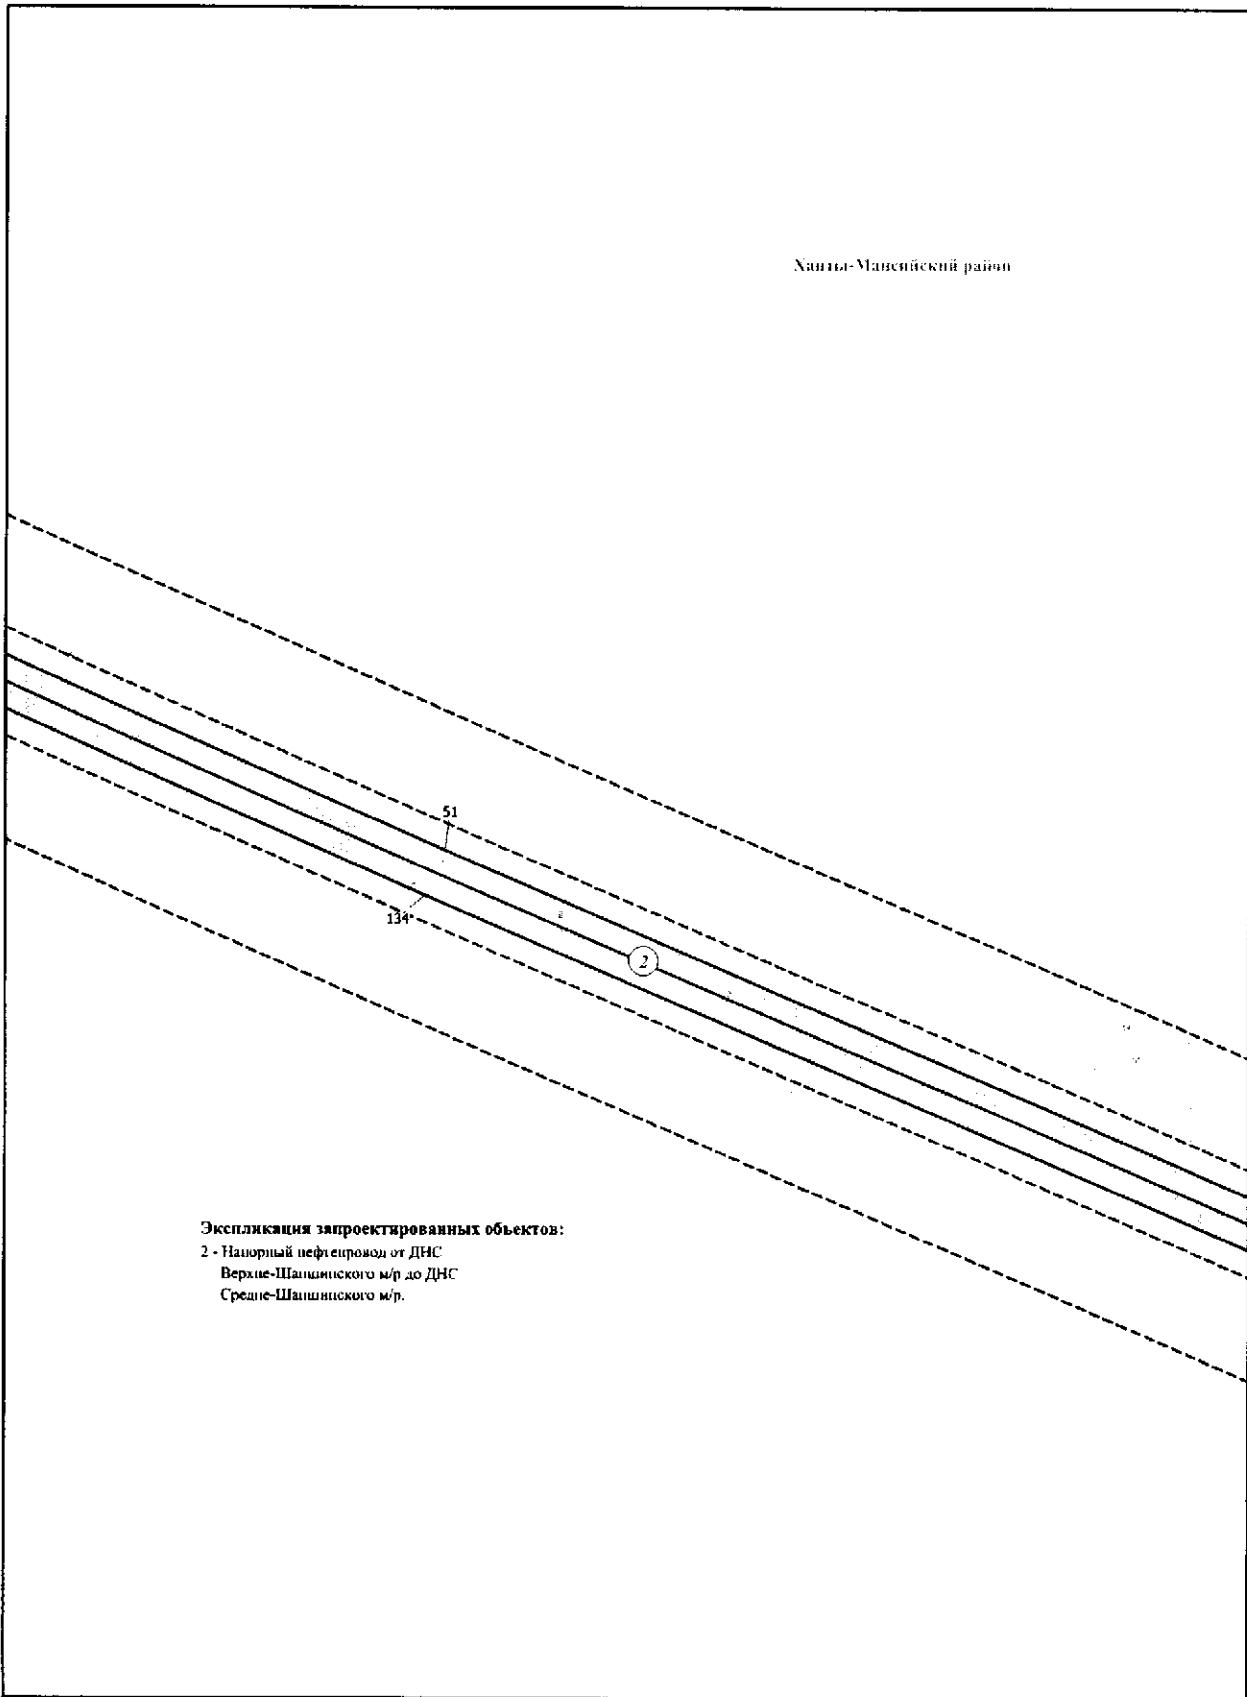 Ханты-Мансийский район
51
134
2
Экспликация запроектированных объектов:
2 - Напорный нефтепровод от ДНС
Верхне-Шапшинского м/р до ДНС
Средне-Шапшинского м/р.